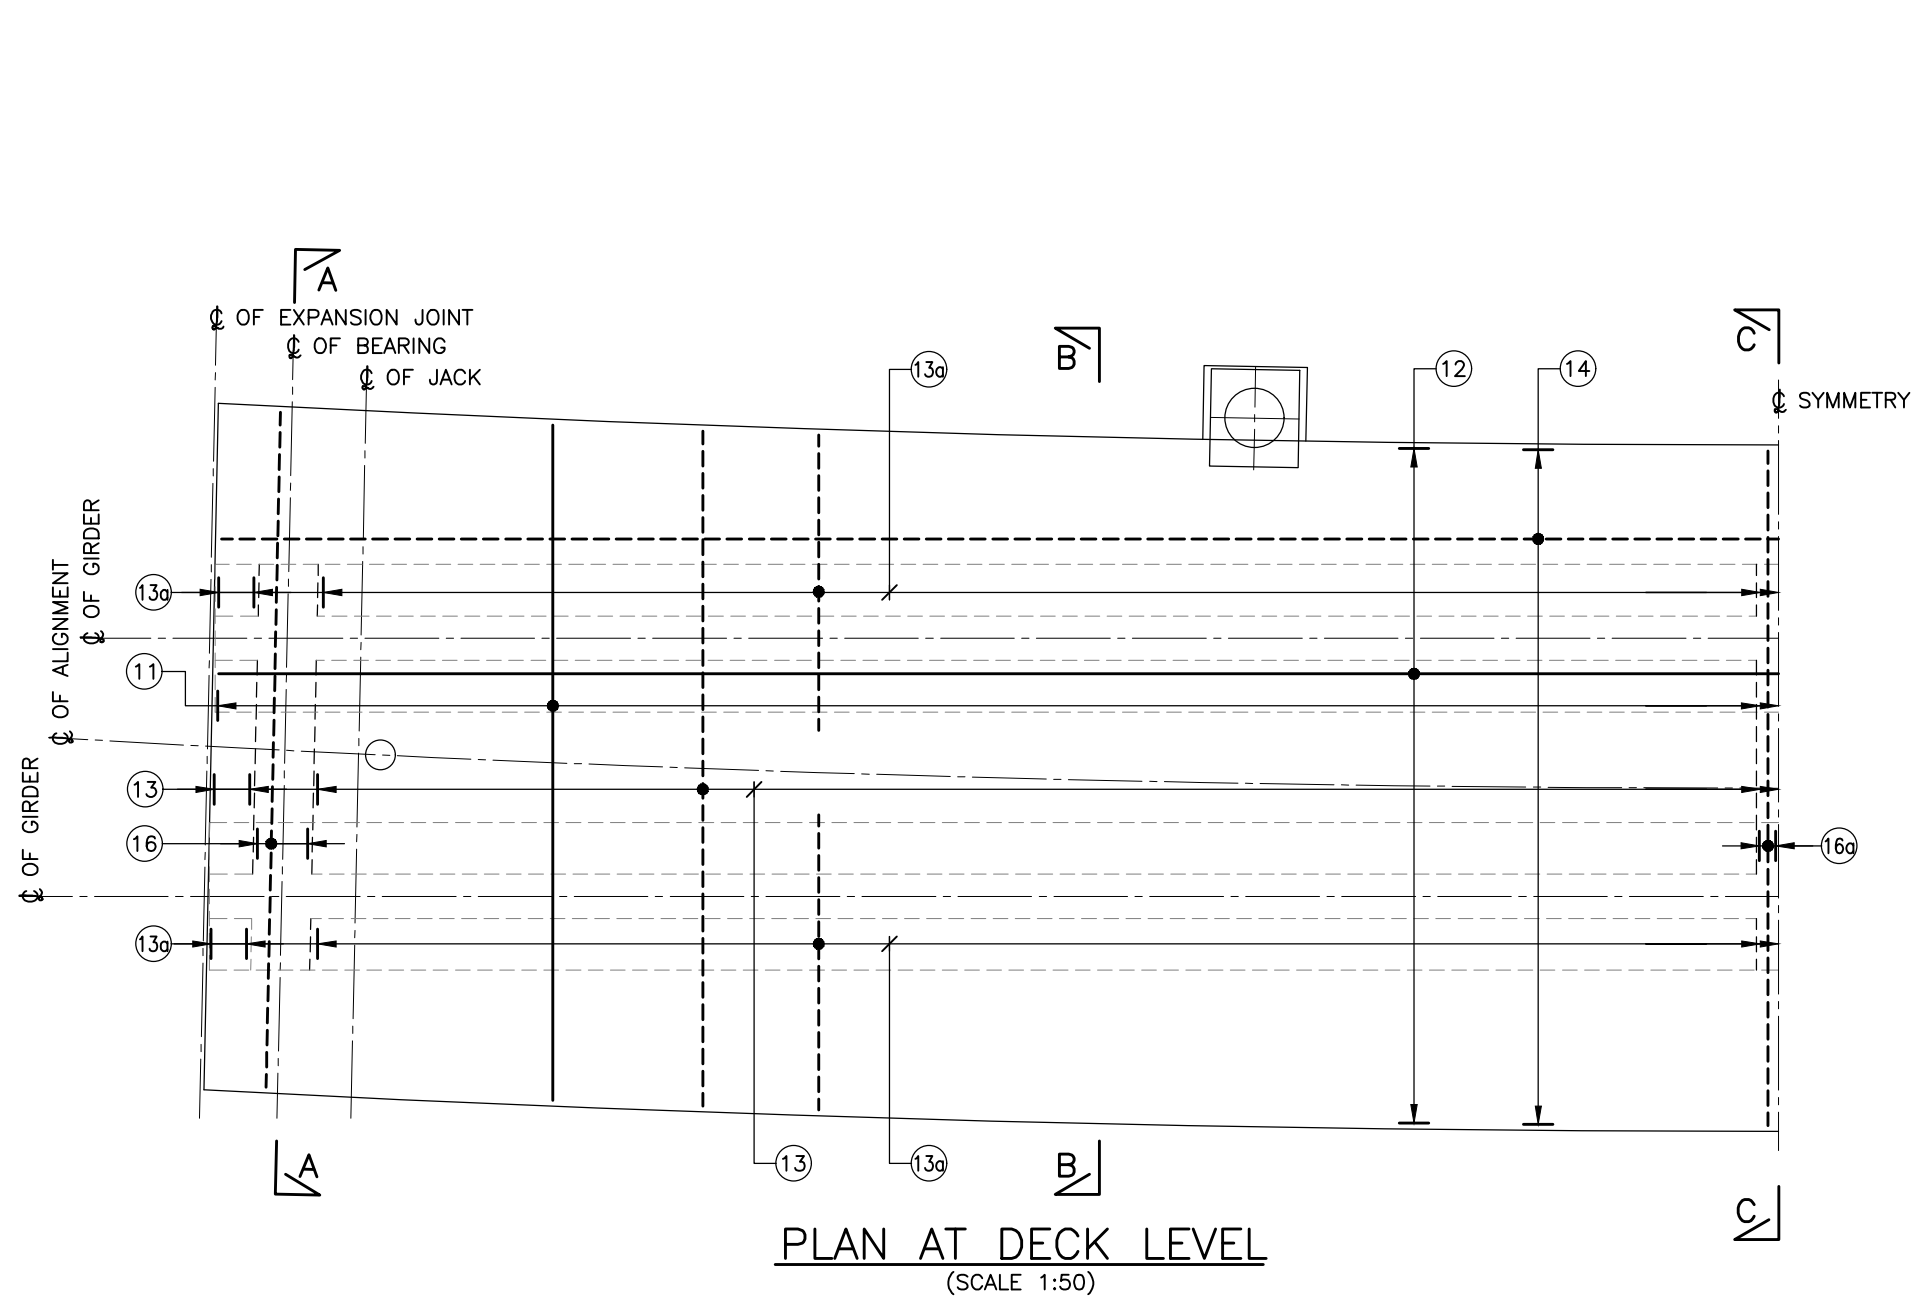 A
℄ OF EXPANSION JOINT
℄ OF BEARING
℄ OF JACK
B
13a
12
14
C
℄ SYMMETRY
℄ OF GIRDER
℄ OF ALIGNMENT
℄ OF GIRDER
13a
11
13
16
13a
16a
A
13
13a
B
C
PLAN AT DECK LEVEL
(SCALE 1:50)